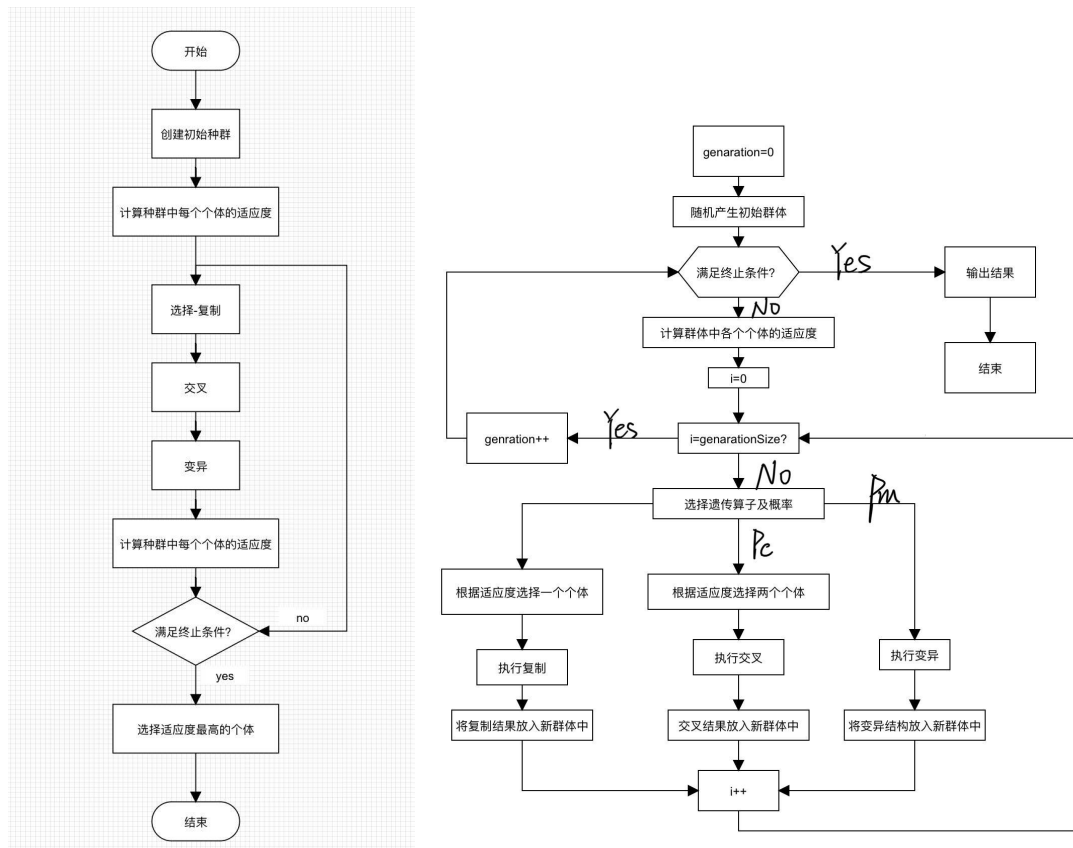 开始
创建初始种群
计算种群中每个个体的适应度
选择-复制
交叉
变异
计算种群中每个个体的适应度
满足终止条件?
no
yes
选择适应度最高的个体
结束
genaration=0
随机产生初始群体
满足终止条件?
Yes
输出结果
结束
No
计算群体中各个个体的适应度
i=0
i=genarationSize?
Yes
genration++
No
选择遗传算子及概率
Pm
Pc
根据适应度选择一个个体
根据适应度选择两个个体
执行复制
执行交叉
执行变异
将复制结果放入新群体中
交叉结果放入新群体中
将变异结构放入新群体中
i++